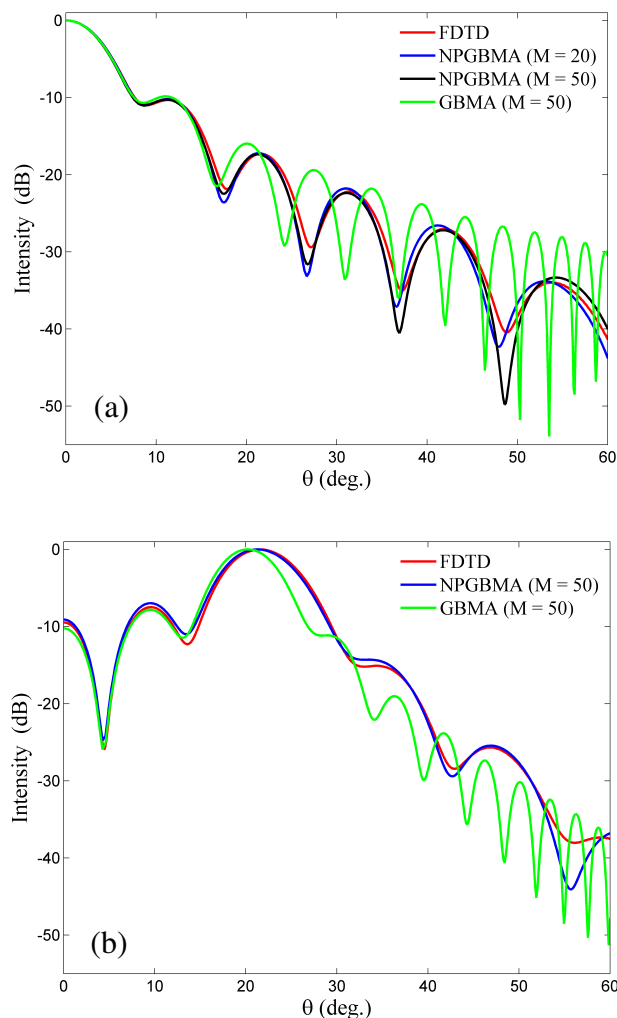 0
-10
-20
-30
-40
-50
Intensity (dB)
FDTD
NPGBMA (M = 20)
NPGBMA (M = 50)
GBMA (M = 50)
(a)
0 10 20 30 40 50 60
θ (deg.)
0
-10
-20
-30
-40
-50
Intensity (dB)
FDTD
NPGBMA (M = 50)
GBMA (M = 50)
(b)
0 10 20 30 40 50 60
θ (deg.)